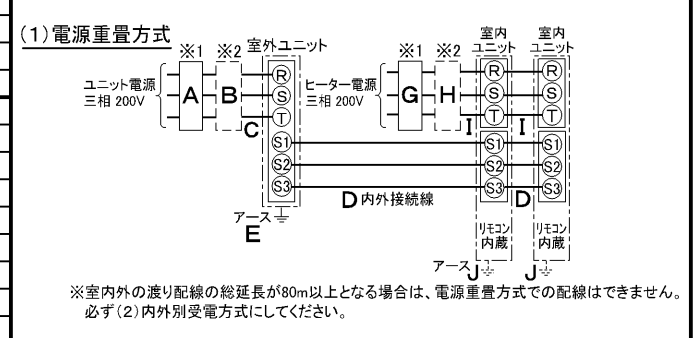 (1)電源重畳方式
※1 ※2 室外ユニット
ユニット電源
三相 200V
A B C
R
S
T
S1
S2
S3
アース
E
※1 ※2
室内
ユニット
室内
ユニット
ヒーター電源
三相 200V
G H I I
R R
S S
T T
S1 S1
S2 S2
S3 S3
D 内外接続線 D
リモコン
内蔵
リモコン
内蔵
アース J J
※室内外の渡り配線の総延長が80m以上となる場合は、電源重畳方式での配線はできません。
必ず(2)内外別受電方式にしてください。